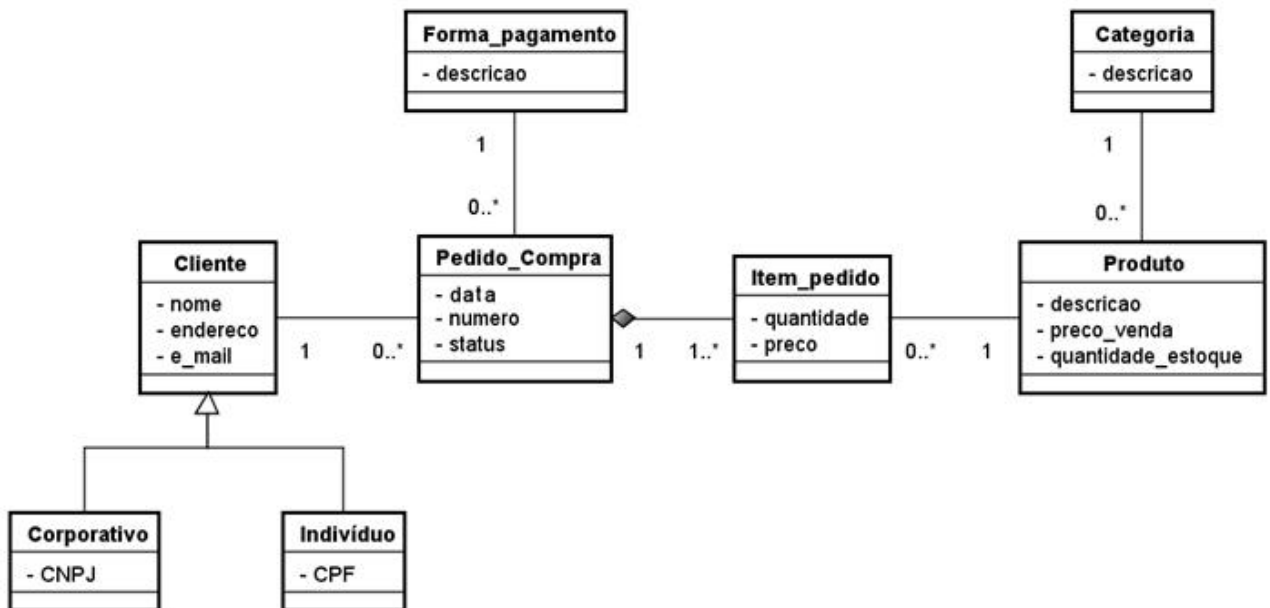 Forma_pagamento
- descricao
Categoria
- descricao
1
0..*
1
0..*
Cliente
- nome
- endereco
- e_mail
1
0..*
Pedido_Compra
- data
- numero
- status
1
1..*
Item_pedido
- quantidade
- preco
0..*
1
Produto
- descricao
- preco_venda
- quantidade_estoque
Corporativo
- CNPJ
Indivíduo
- CPF